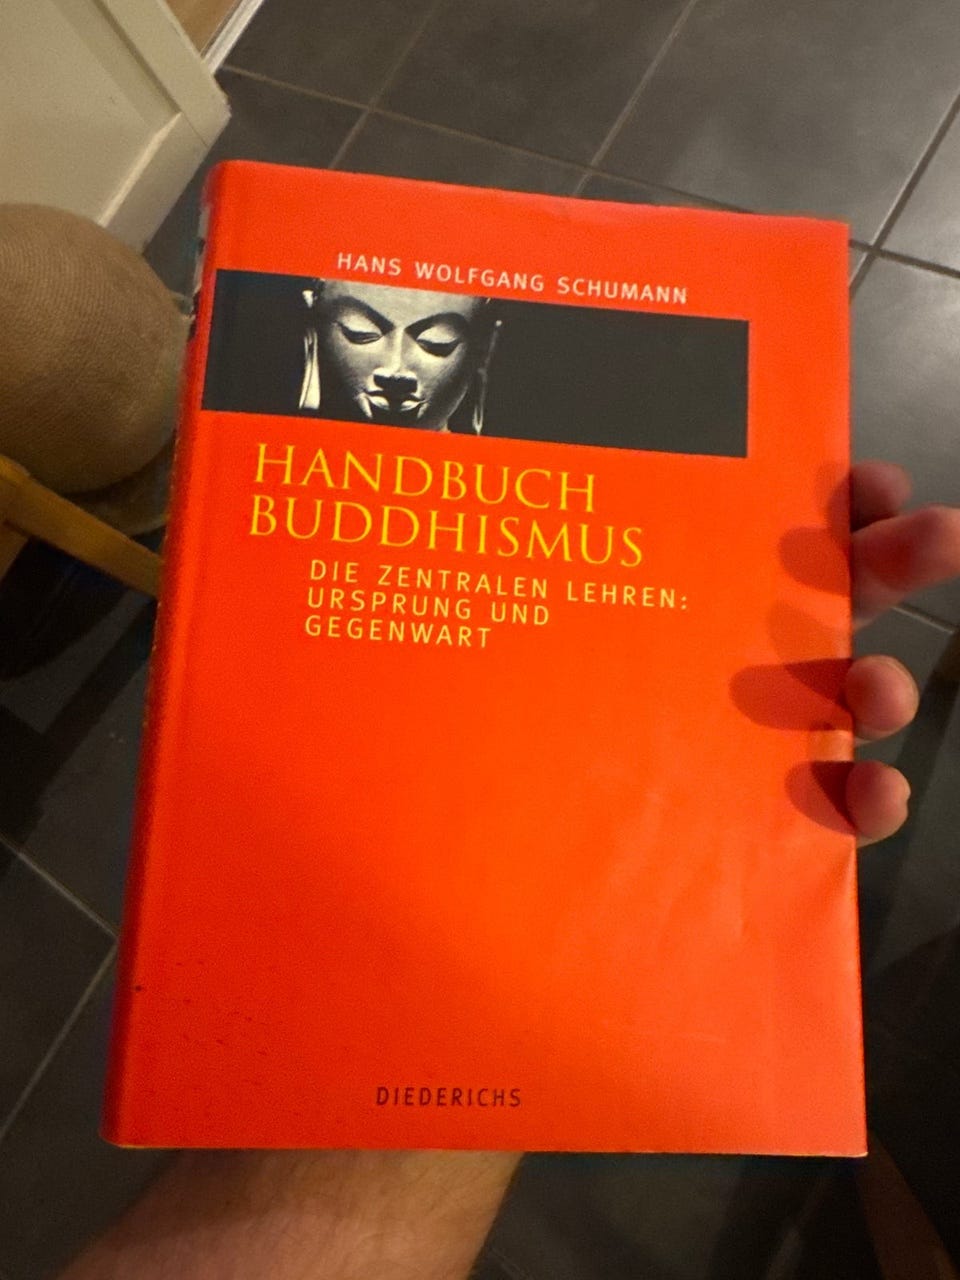 HANS WOLFGANG SCHUMANN
HANDBUCH
BUDDHISMUS
DIE ZENTRALEN LEHREN:
URSPRUNG UND
GEGENWART
DIEDERICHS